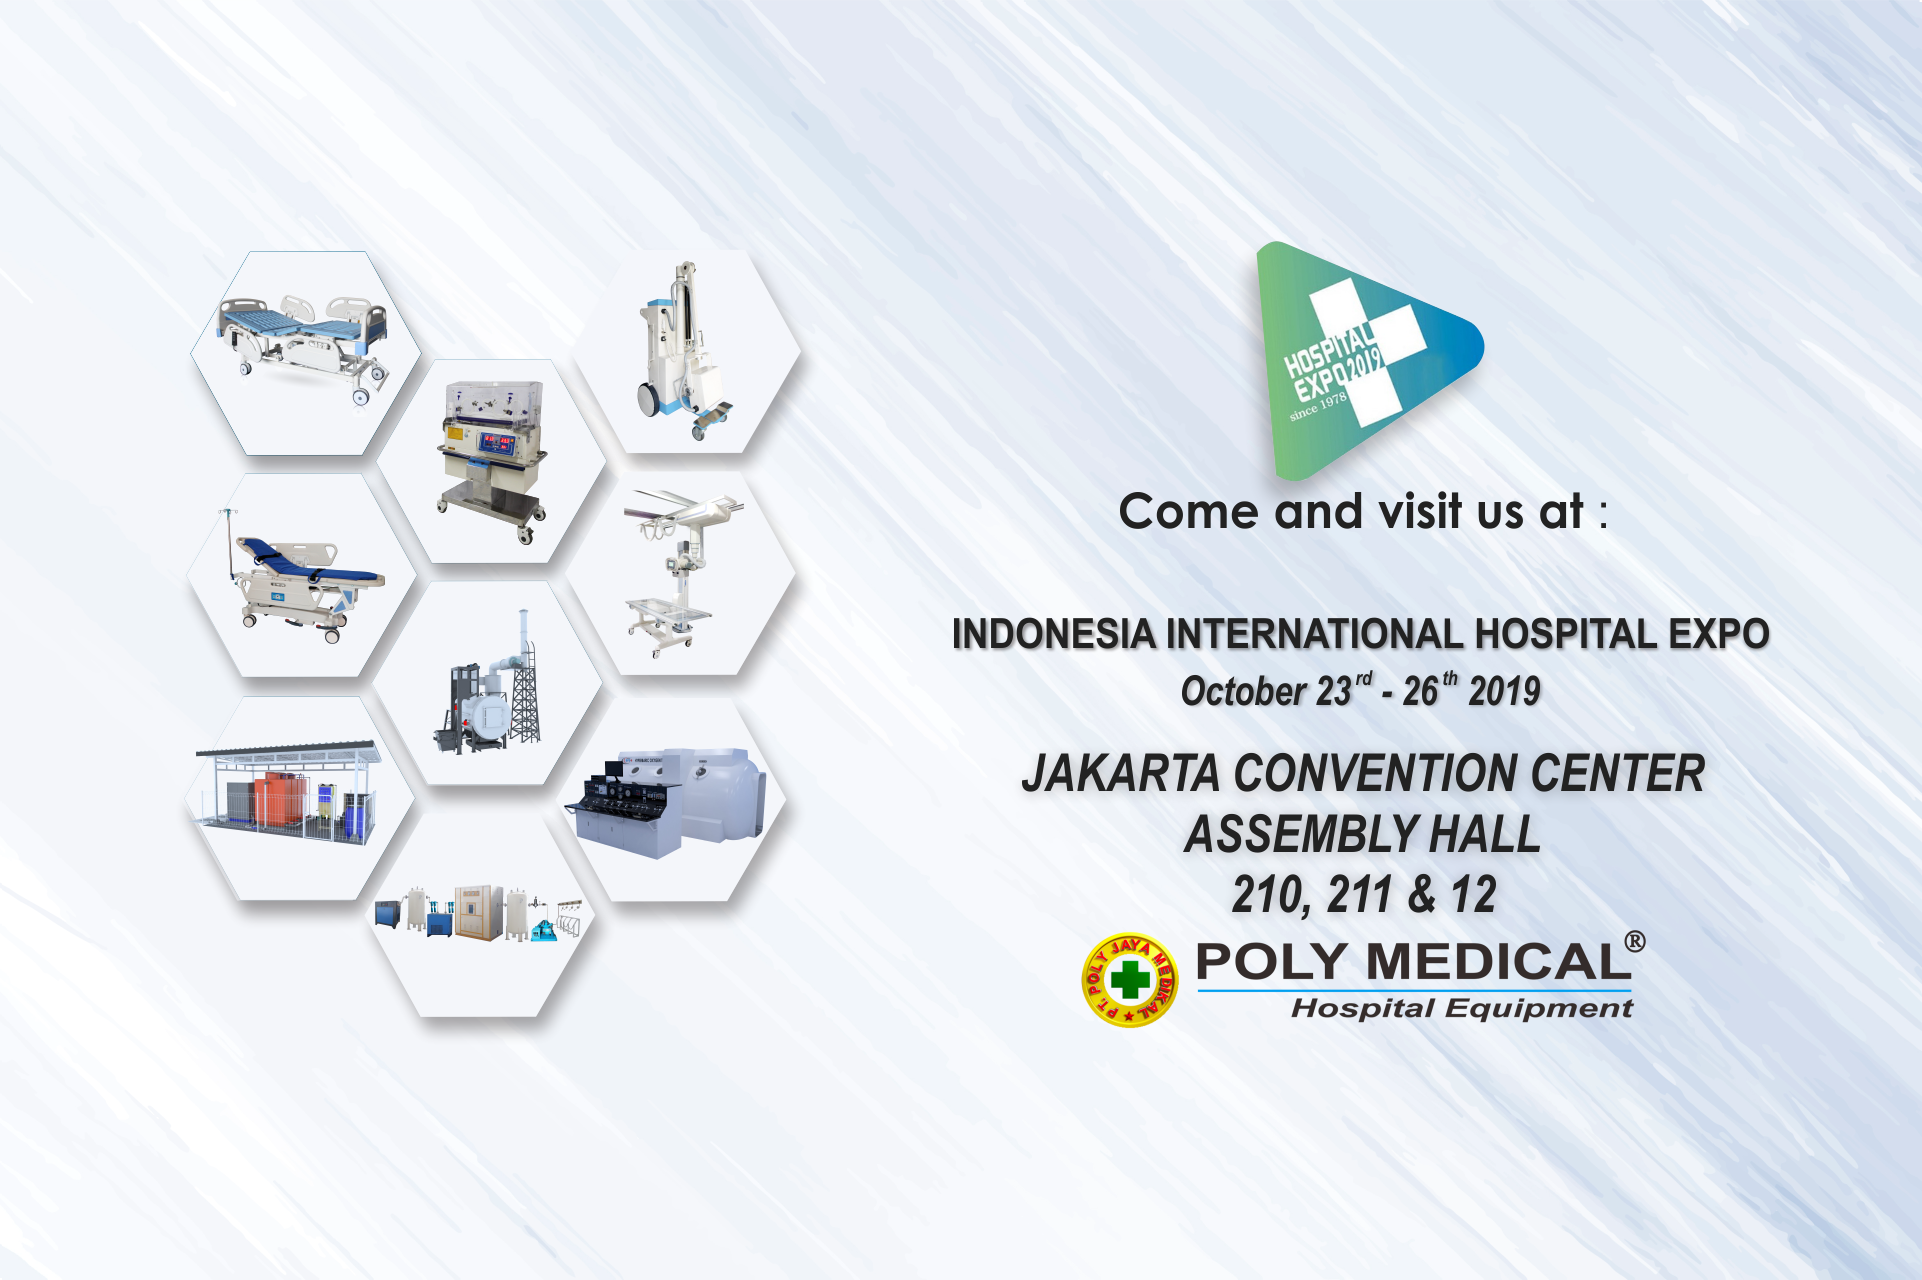 HOSPITAL
EXPO 2019
since 1978
Come and visit us at :
INDONESIA INTERNATIONAL HOSPITAL EXPO
October 23rd - 26th 2019
JAKARTA CONVENTION CENTER
ASSEMBLY HALL
210, 211 & 12
PT. POLY JAYA MEDIKAL
POLY MEDICAL®
Hospital Equipment